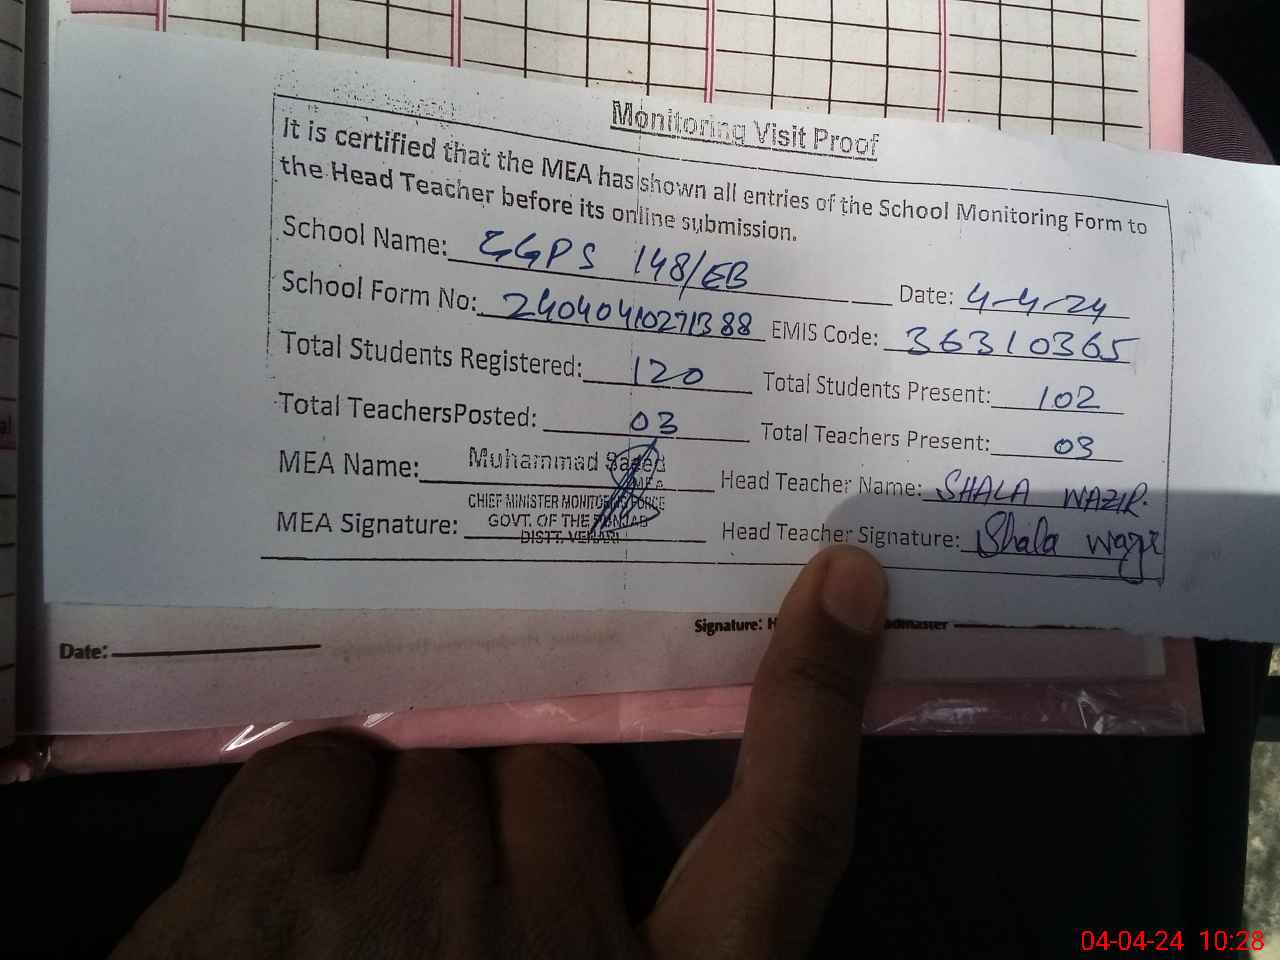 Monitoring Visit Proof
It is certified that the MEA has shown all entries of the School Monitoring Form to
the Head Teacher before its online submission.
School Name: GGPS 148/EB Date: 4-4-24
School Form No: 24040410271388 EMIS Code: 36310365
Total Students Registered: 120 Total Students Present: 102
Total TeachersPosted: 03 Total Teachers Present: 03
MEA Name: Muhammad Saeed Head Teacher Name: SHALA WAZIR.
MEA
CHIEF MINISTER MONITORING FORCE
MEA Signature: GOVT. OF THE PUNJAB Head Teacher Signature: Shala Wazir
DISTT. VEHARI
Date: Signature:
04-04-24 10:28